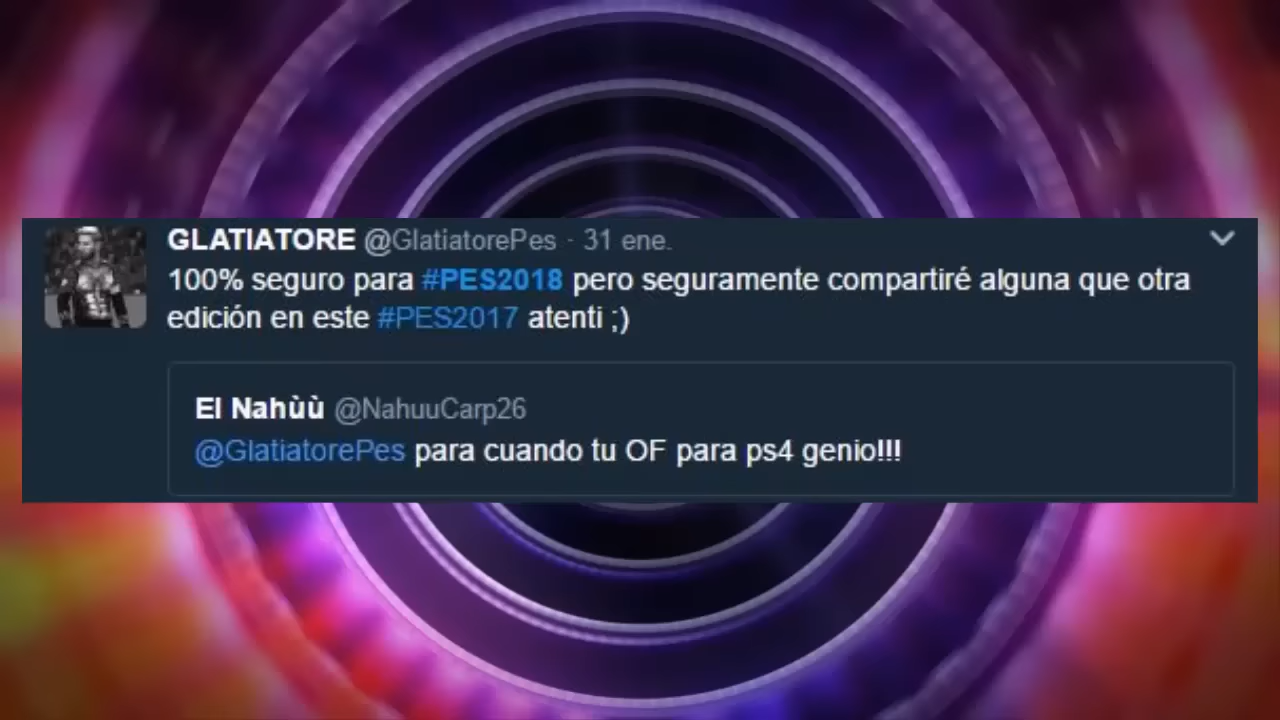 GLATIATORE @GlatiatorePes · 31 ene.
100% seguro para #PES2018 pero seguramente compartiré alguna que otra
edición en este #PES2017 atenti ;)
El Nahùù @NahuuCarp26
@GlatiatorePes para cuando tu OF para ps4 genio!!!